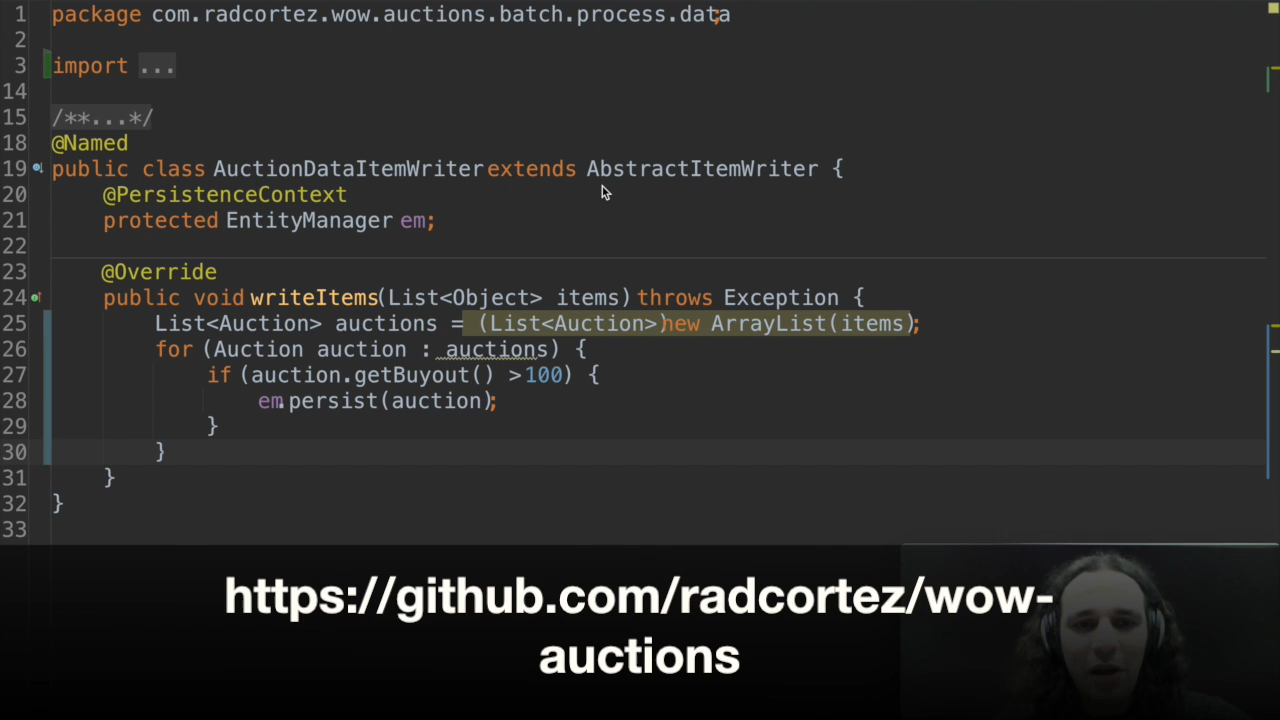 1 package com.radcortez.wow.auctions.batch.process.data;
2
3 import ...
14
15 /**...*/
18 @Named
19 public class AuctionDataItemWriter extends AbstractItemWriter {
20 @PersistenceContext
21 protected EntityManager em;
22
23 @Override
24 public void writeItems(List<Object> items) throws Exception {
25 List<Auction> auctions = (List<Auction>)new ArrayList(items);
26 for (Auction auction : auctions) {
27 if (auction.getBuyout() >100) {
28 em.persist(auction);
29 }
30 }
31 }
32 }
33
https://github.com/radcortez/wow-
auctions